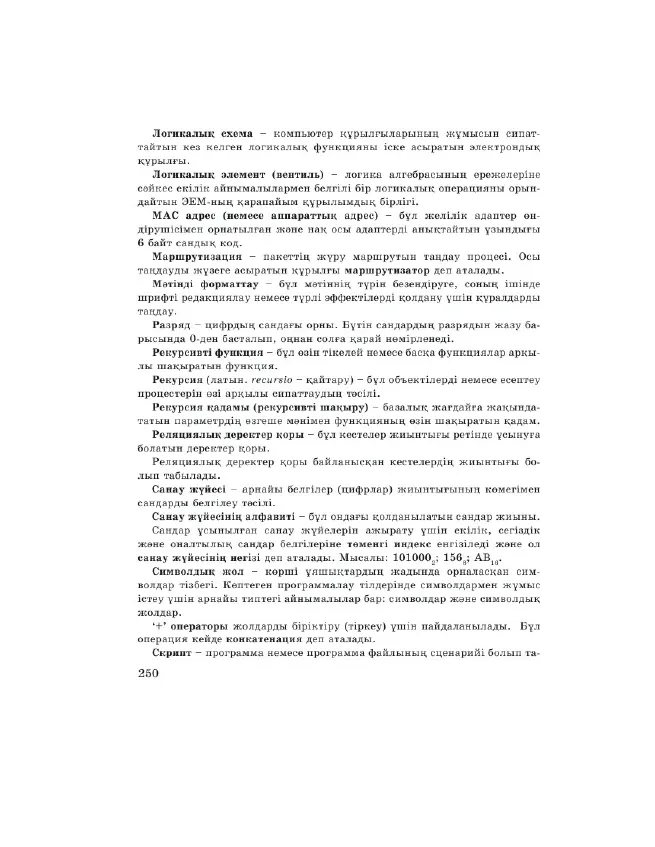 Логикалық схема – компьютер құрылғыларының жұмысын сипат-
тайтын кез келген логикалық функцияны іске асыратын электрондық
құрылғы.
Логикалық элемент (вентиль) – логика алгебрасының ережелеріне
сәйкес екілік айнымалылармен белгілі бір логикалық операцияны орын-
дайтын ЭЕМ-ның қарапайым құрылымдық бірлігі.
MAC адрес (немесе аппараттық адрес) – бұл желілік адаптер өн-
дірушісімен орнатылған және нақ осы адаптерді анықтайтын ұзындығы
6 байт сандық код.
Маршрутизация – пакеттің жүру маршрутын таңдау процесі. Осы
таңдауды жүзеге асыратын құрылғы маршрутизатор деп аталады.
Мәтінді форматтау – бұл мәтіннің түрін безендіруге, соның ішінде
шрифті редакциялау немесе түрлі эффектілерді қолдану үшін құралдарды
таңдау.
Разряд – цифрдың сандағы орны. Бүтін сандардың разрядын жазу ба-
рысында 0-ден басталып, оңнан солға қарай нөмірленеді.
Рекурсивті функция – бұл өзін тікелей немесе басқа функциялар арқы-
лы шақыратын функция.
Рекурсия (латын. recursio – қайтару) – бұл объектілерді немесе есептеу
процестерін өзі арқылы сипаттаудың тәсілі.
Рекурсия қадамы (рекурсивті шақыру) – базалық жағдайға жақында-
татын параметрдің өзгеше мәнімен функцияның өзін шақыратын қадам.
Реляциялық деректер қоры – бұл кестелер жиынтығы ретінде ұсынуға
болатын деректер қоры.
Реляциялық деректер қоры байланысқан кестелердің жиынтығы бо-
лып табылады.
Санау жүйесі – арнайы белгілер (цифрлар) жиынтығының көмегімен
сандарды белгілеу тәсілі.
Санау жүйесінің алфавиті – бұл ондағы қолданылатын сандар жиыны.
Сандар ұсынылған санау жүйелерін ажырату үшін екілік, сегіздік
және оналтылық сандар белгілеріне төменгі индекс енгізіледі және ол
санау жүйесінің негізі деп аталады. Мысалы: 101000₂; 156₈; AB₁₀.
Символдық жол – көрші ұяшықтардың жадында орналасқан сим-
волдар тізбегі. Көптеген программалау тілдерінде символдармен жұмыс
істеу үшін арнайы типтегі айнымалылар бар: символдар және символдық
жолдар.
‘+’ операторы жолдарды біріктіру (тіркеу) үшін пайдаланылады. Бұл
операция кейде конкатенация деп аталады.
Скрипт – программа немесе программа файлының сценарийі болып та-
250